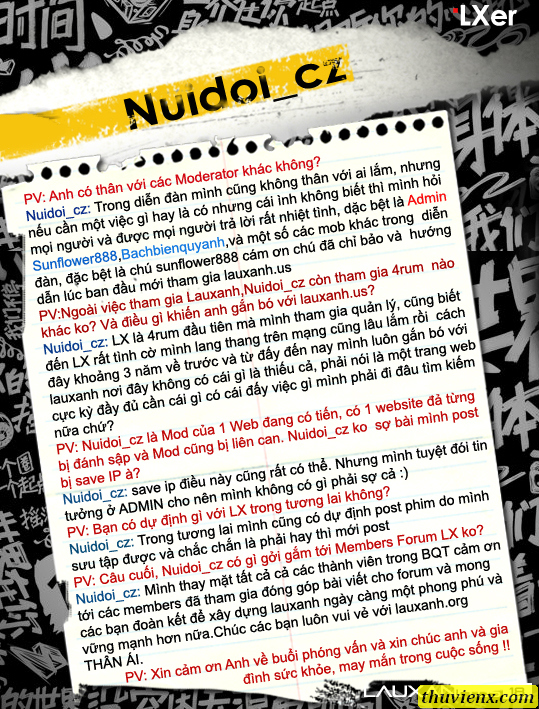 LXer
Nuidoi_cz
PV: Anh có thân với các Moderator khác không?
Nuidoi_cz: Trong diễn đàn mình cũng không thân với ai lắm, nhưng
nếu cần một việc gì hay là có nhưng cái ình không biết thì mình hỏi
mọi người và được mọi người trả lời rất nhiệt tình, dặc bệt là Admin
Sunflower888,Bachbienquyanh,và một số các mob khác trong diễn
đàn, đặc bệt là chú sunflower888 cám ơn chú đã chỉ bảo và hướng
dẫn lúc ban đầu mới tham gia lauxanh.us
PV:Ngoài việc tham gia Lauxanh,Nuidoi_cz còn tham gia 4rum nào
khác ko? Và điều gì khiến anh gắn bó với lauxanh.us?
Nuidoi_cz: LX là 4rum đầu tiên mà mình tham gia quản lý, cũng biết
đến LX rất tình cờ mình lang thang trên mạng cũng lâu lắm rồi cách
đây khoảng 3 năm về trước và từ đấy đến nay mình luôn gắn bó với
lauxanh nơi đây không có cái gì là thiếu cả, phải nói là một trang web
cực kỳ đầy đủ cần cái gì có cái đấy việc gì mình phải đi đâu tìm kiếm
nữa chứ?
PV: Nuidoi_cz là Mod của 1 Web đang có tiến, có 1 website đả từng
bị đánh sập và Mod cũng bị liên can. Nuidoi_cz ko sợ bài mình post
bị save IP à?
Nuidoi_cz: save ip điều này cũng rất có thể. Nhưng mình tuyệt đói tin
tưởng ở ADMIN cho nên mình không có gì phải sợ cả :)
PV: Bạn có dự định gì với LX trong tương lai không?
Nuidoi_cz: Trong tương lai mình cũng có dự định post phim do mình
sưu tập được và chắc chắn là phải hay thì mới post
PV: Câu cuối, Nuidoi_cz có gì gởi gắm tới Members Forum LX ko?
Nuidoi_cz: Mình thay mặt tất cả cả các thành viên trong BQT cảm ơn
tới các members đã tham gia đóng góp bài viết cho forum và mong
các bạn đoàn kết để xây dựng lauxanh ngày càng một phong phú và
vững mạnh hơn nữa.Chúc các bạn luôn vui vẻ với lauxanh.org
THÂN ÁI.
PV: Xin cảm ơn Anh về buổi phỏng vấn và xin chúc anh và gia
đình sức khỏe, may mắn trong cuộc sống !!
thuvienx.com